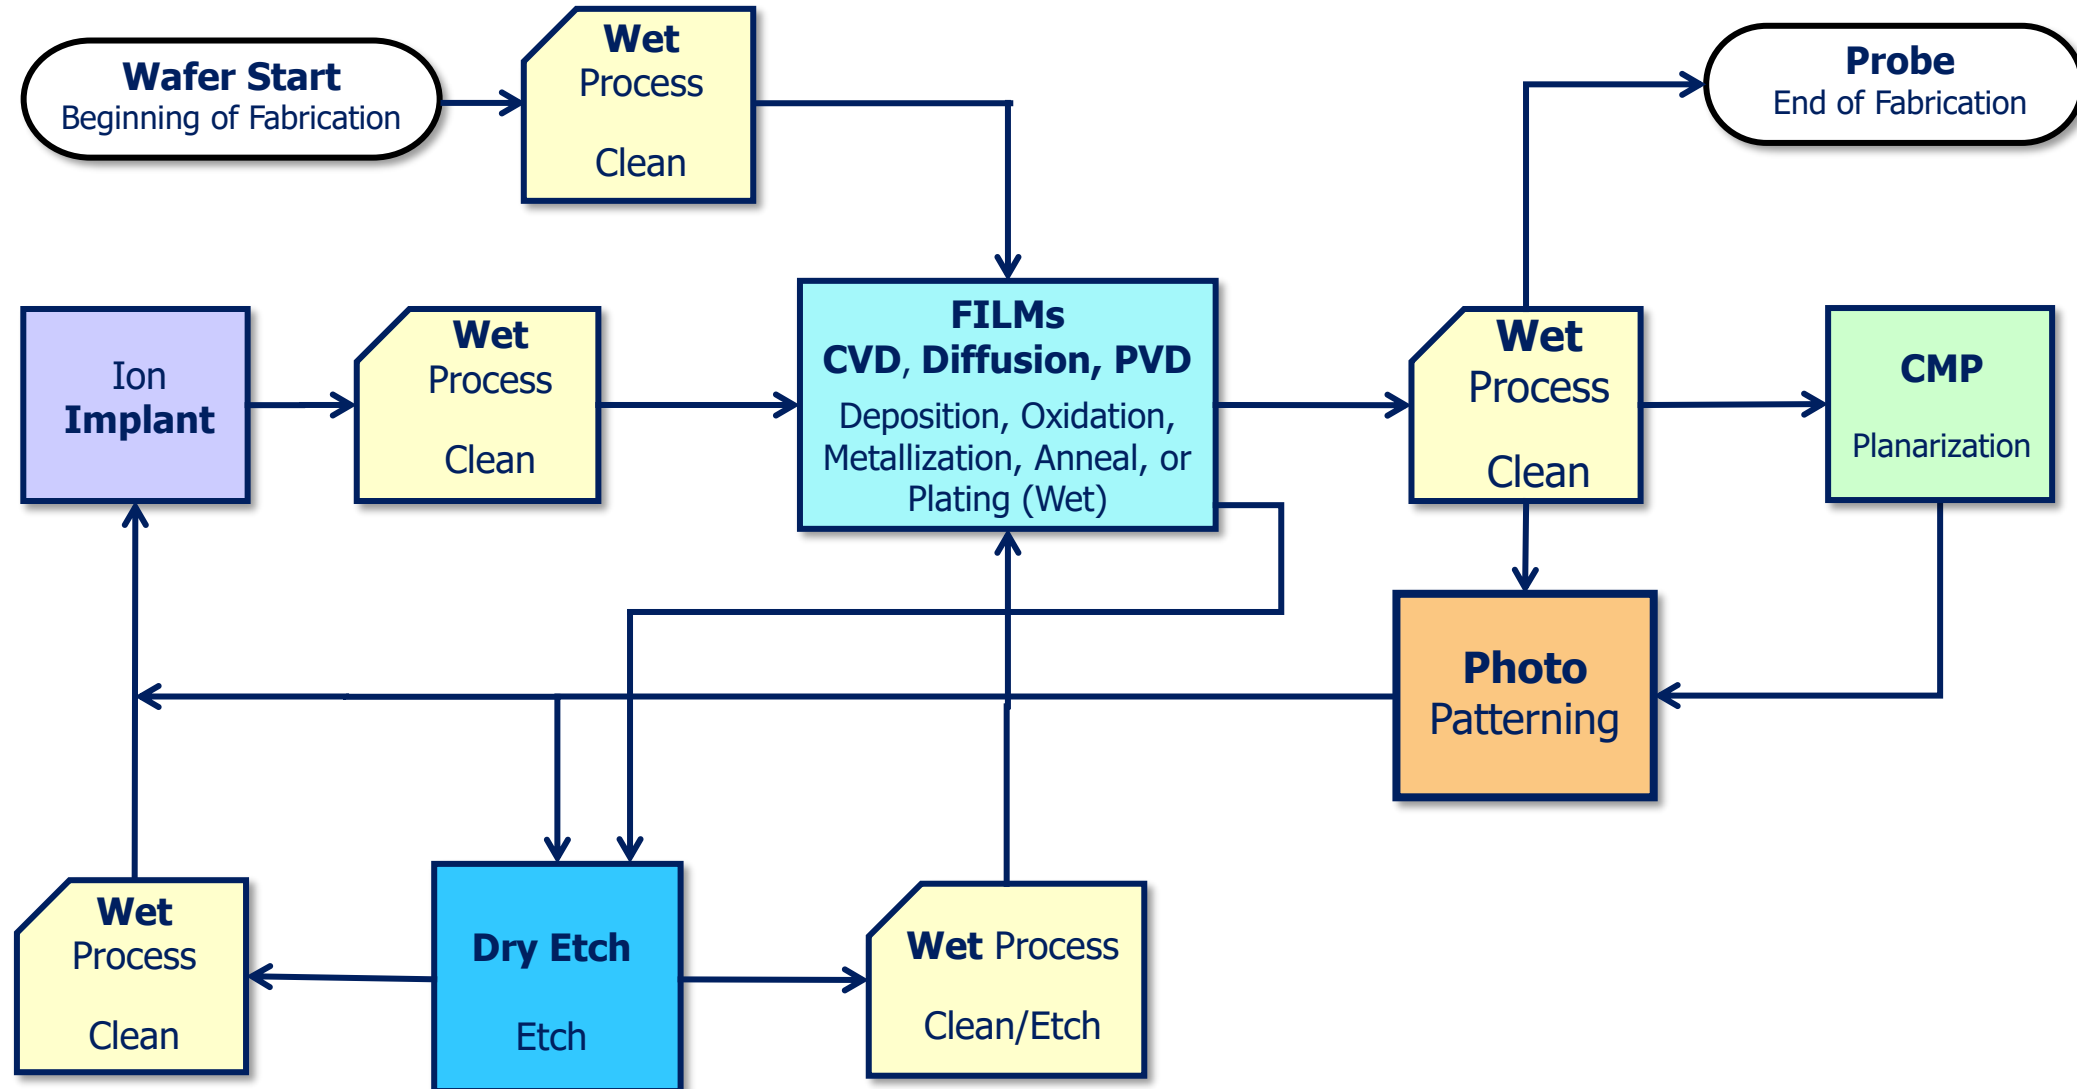 Wafer Start
Beginning of Fabrication
Wet
Process
Clean
Probe
End of Fabrication
Ion
Implant
Wet
Process
Clean
FILMs
CVD, Diffusion, PVD
Deposition, Oxidation,
Metallization, Anneal, or
Plating (Wet)
Wet
Process
Clean
CMP
Planarization
Photo
Patterning
Wet
Process
Clean
Dry Etch
Etch
Wet Process
Clean/Etch